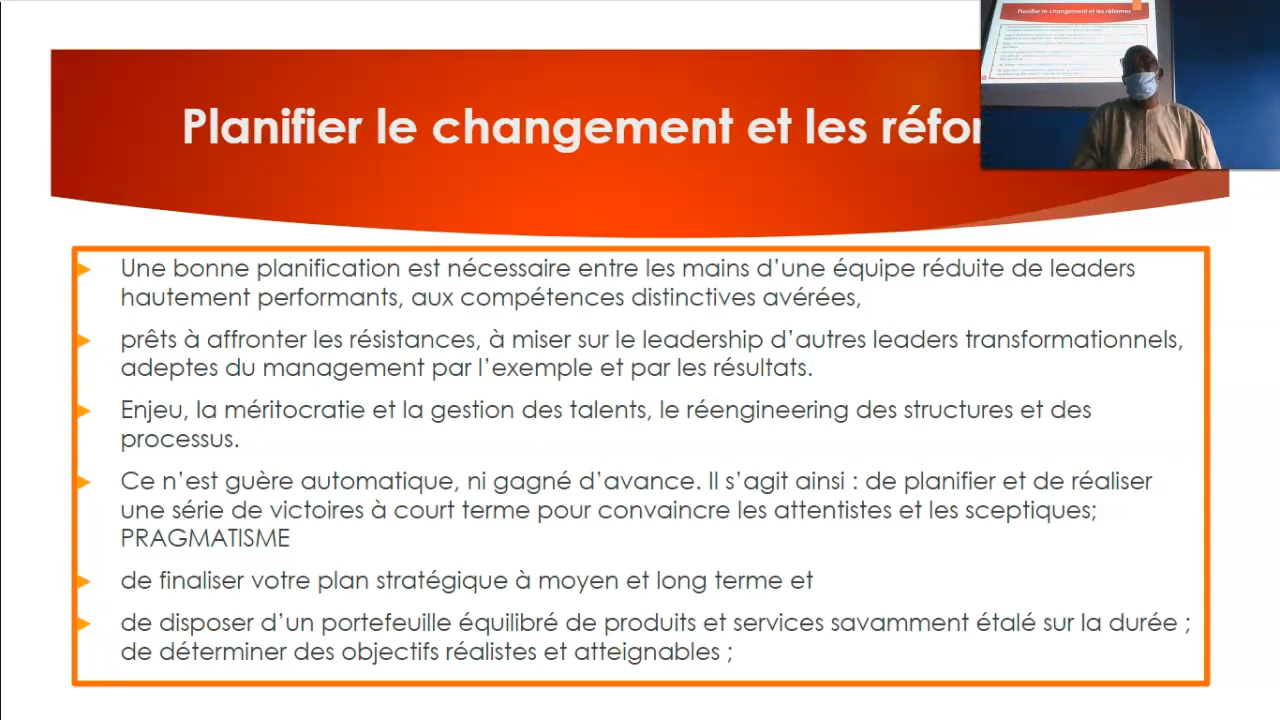 Planifier le changement et les réfor
Planifier le changement et les réformes
Une bonne planification est nécessaire entre les mains d'une équipe réduite de leaders
hautement performants, aux compétences distinctives avérées,
prêts à affronter les résistances, à miser sur le leadership d'autres leaders transformationnels,
adeptes du management par l'exemple et par les résultats.
Enjeu, la méritocratie et la gestion des talents, le réengineering des structures et des
processus.
Ce n'est guère automatique, ni gagné d'avance. Il s'agit ainsi : de planifier et de réaliser
une série de victoires à court terme pour convaincre les attentistes et les sceptiques;
PRAGMATISME
de finaliser votre plan stratégique à moyen et long terme et
de disposer d'un portefeuille équilibré de produits et services savamment étalé sur la durée ;
de déterminer des objectifs réalistes et atteignables ;